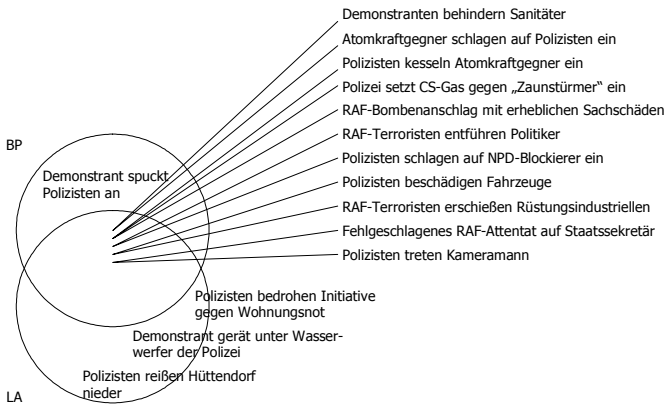 Demonstranten behindern Sanitäter
Atomkraftgegner schlagen auf Polizisten ein
Polizisten kesseln Atomkraftgegner ein
Polizei setzt CS-Gas gegen „Zaunstürmer“ ein
RAF-Bombenanschlag mit erheblichen Sachschäden
RAF-Terroristen entführen Politiker
Polizisten schlagen auf NPD-Blockierer ein
Polizisten beschädigen Fahrzeuge
RAF-Terroristen erschießen Rüstungsindustriellen
Fehlgeschlagenes RAF-Attentat auf Staatssekretär
Polizisten treten Kameramann
BP
Demonstrant spuckt
Polizisten an
Polizisten bedrohen Initiative
gegen Wohnungsnot
Demonstrant gerät unter Wasser-
werfer der Polizei
Polizisten reißen Hüttendorf
nieder
LA